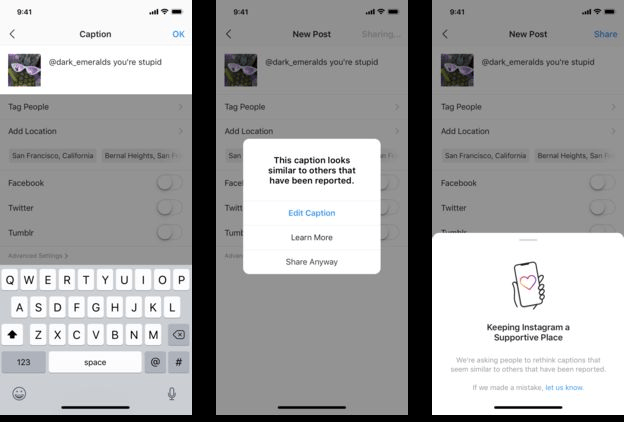 9:41
Caption
OK
@dark_emeralds you're stupid
Tag People
Add Location
San Francisco, California
Bernal Heights, San Fr
Facebook
Twitter
Tumblr
Advanced Settings
Q W E R T Y U I O P
A S D F G H J K L
Z X C V B N M
123
space
@
#
9:41
New Post
Sharing...
@dark_emeralds you're stupid
Tag People
Add Location
This caption looks
similar to others that
have been reported.
Edit Caption
Learn More
Share Anyway
9:41
New Post
Share
@dark_emeralds you're stupid
Tag People
Add Location
San Francisco, California
Bernal Heights, San Fr
Facebook
Twitter
Tumblr
Keeping Instagram a
Supportive Place
We're asking people to rethink captions that
seem similar to others that have been reported.
If we made a mistake, let us know.